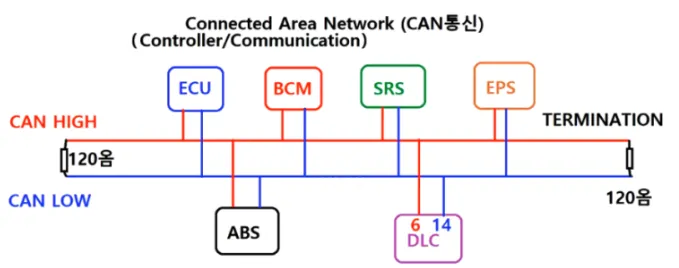 Connected Area Network (CAN통신)
(Controller/Communication)
ECU
BCM
SRS
EPS
CAN HIGH
TERMINATION
120옴
CAN LOW
120옴
ABS
6 14
DLC